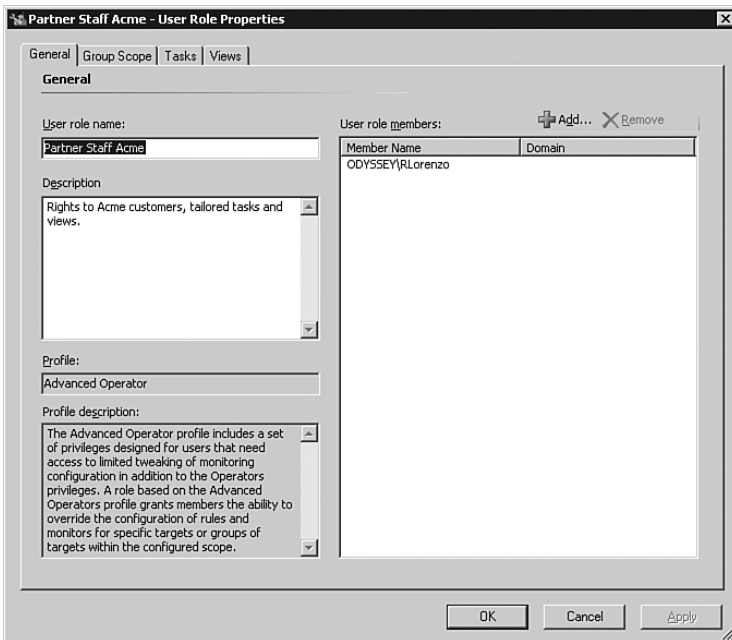 Partner Staff Acme - User Role Properties
General Group Scope Tasks Views
General
User role name:
Partner Staff Acme
Description
Rights to Acme customers, tailored tasks and
views.
Profile:
Advanced Operator
Profile description:
The Advanced Operator profile includes a set
of privileges designed for users that need
access to limited tweaking of monitoring
configuration in addition to the Operators
privileges. A role based on the Advanced
Operators profile grants members the ability to
override the configuration of rules and
monitors for specific targets or groups of
targets within the configured scope.
User role members:
Add... Remove
Member Name Domain
ODYSSEY\RLorenzo
OK Cancel Apply